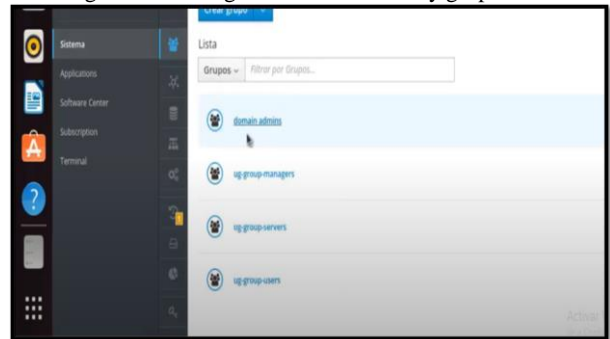 Crear grupo
Sistema
Applications
Software Center
Subscription
Terminal
Lista
Grupos
Filtrar por Grupos...
domain admins
ug-group-managers
ug-group-servers
ug-group-users
Activar